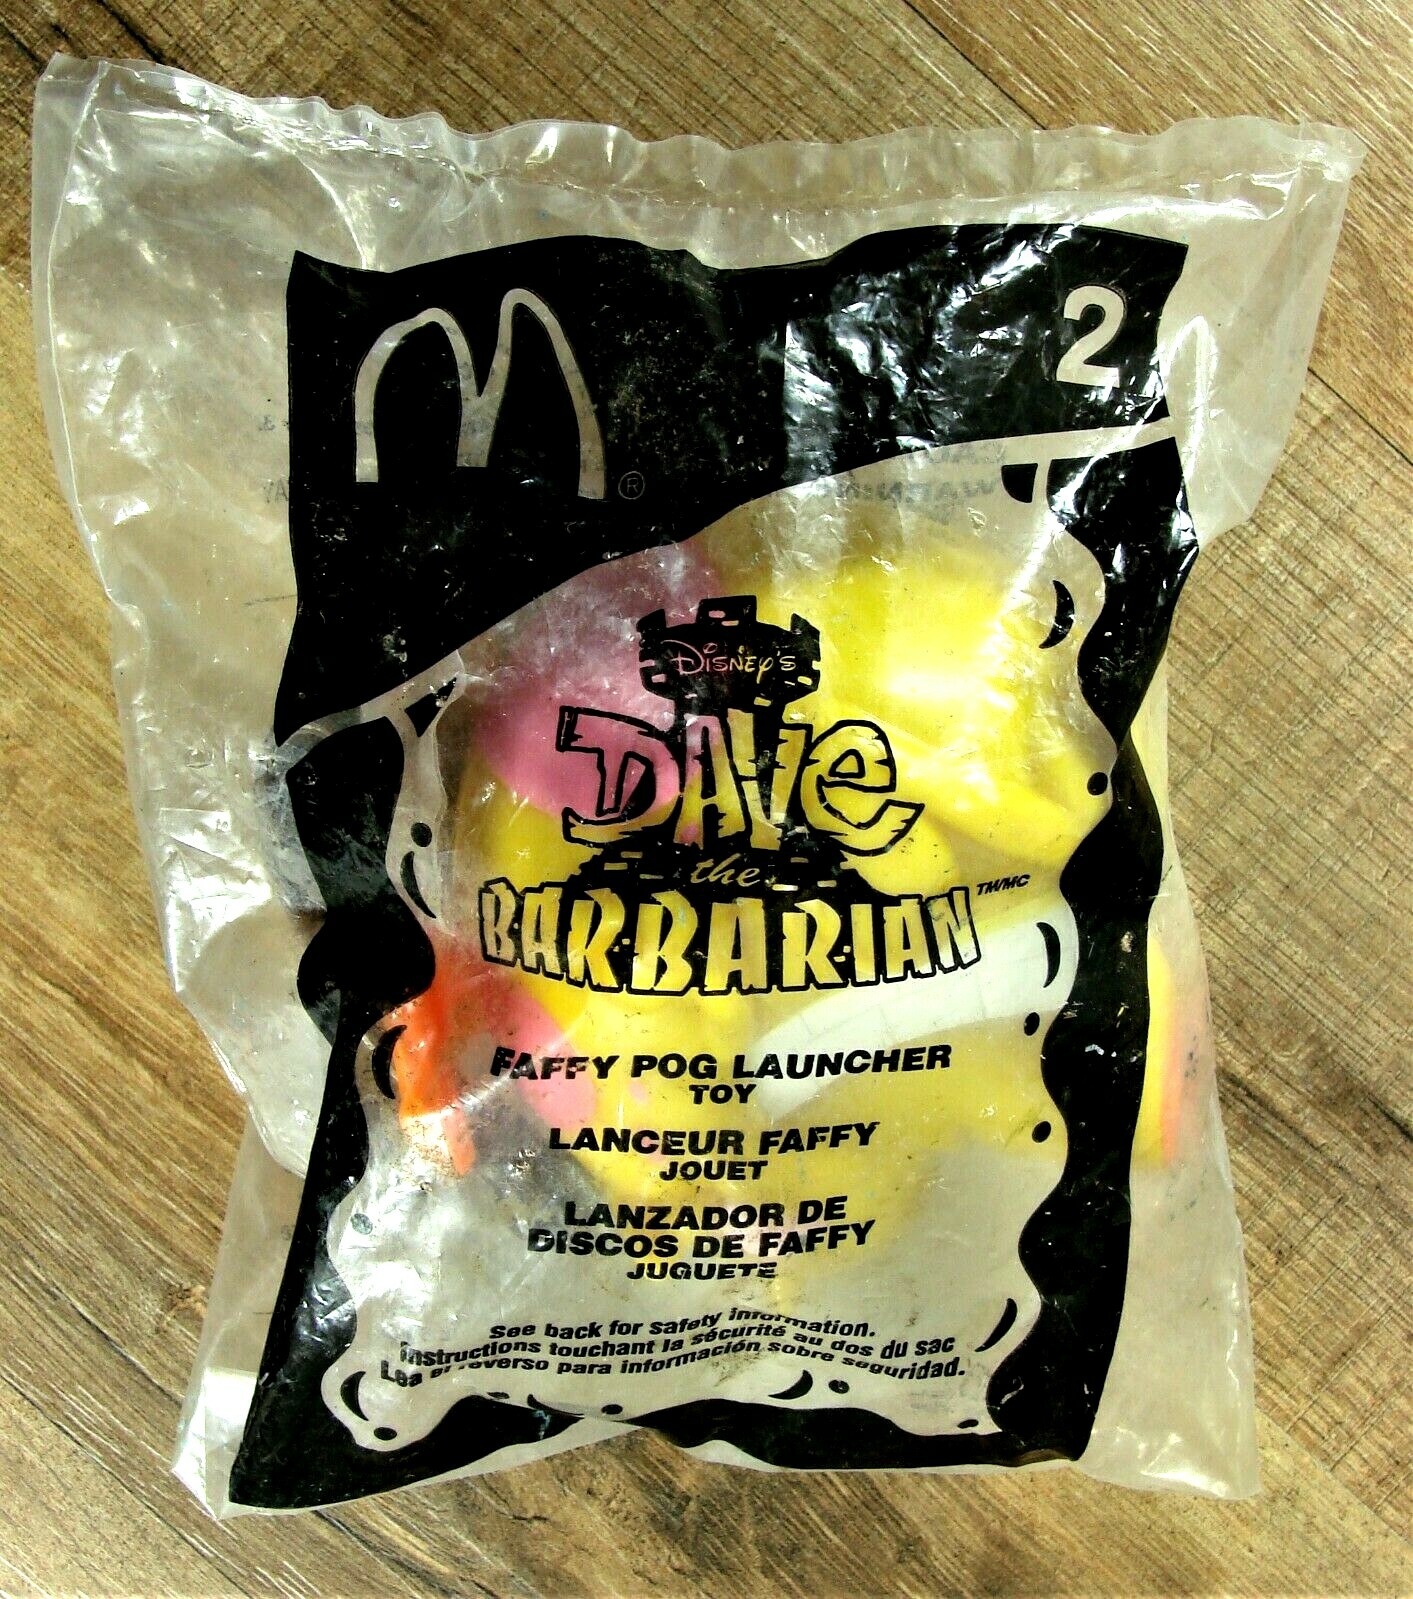 M
®
2
Disney's
DAVe
the
BARBARIAN
TM/MC
FAFFY POG LAUNCHER
TOY
LANCEUR FAFFY
JOUET
LANZADOR DE
DISCOS DE FAFFY
JUGUETE
See back for safety information.
Instructions touchant la sécurité au dos du sac
Lea el reverso para información sobre seguridad.